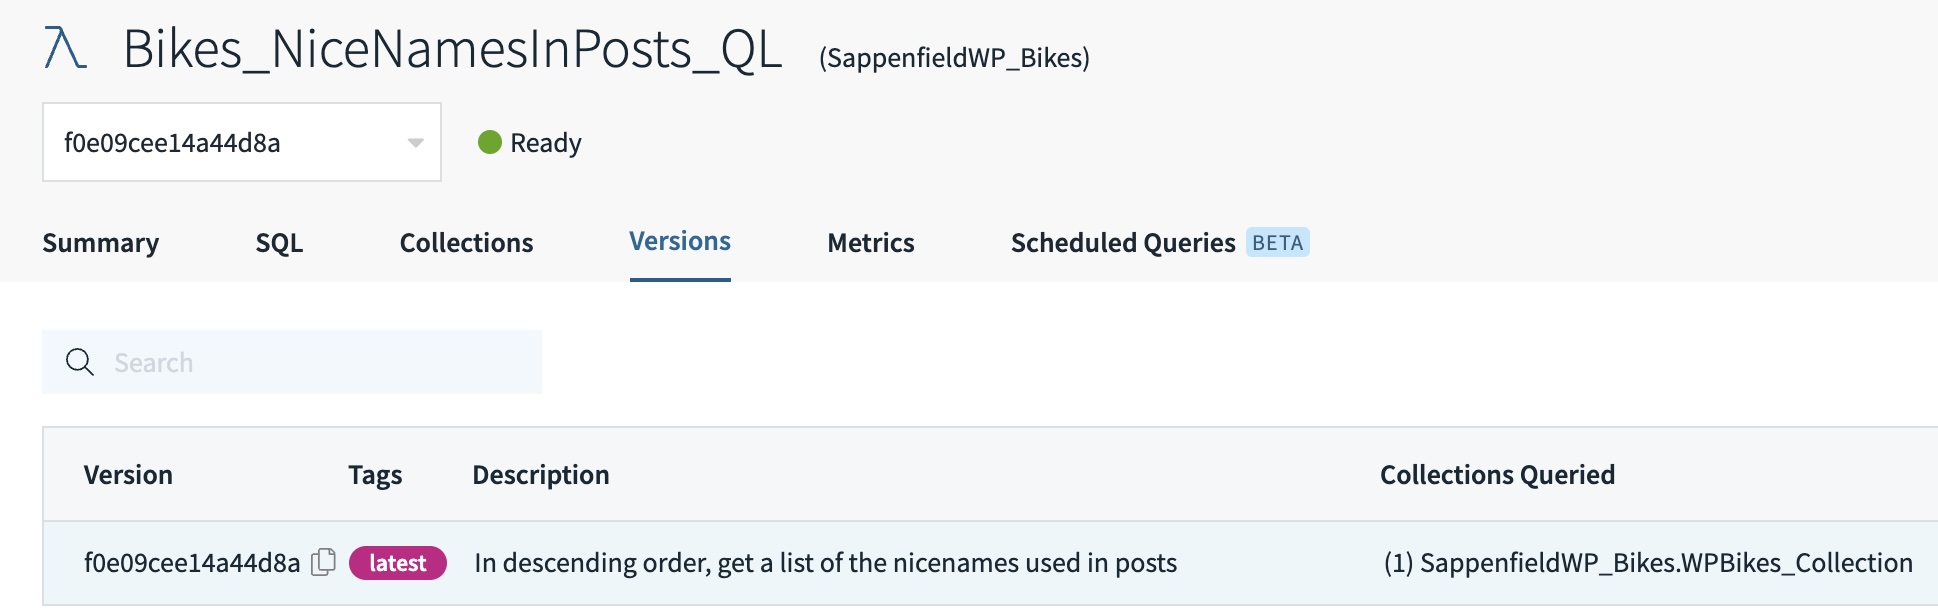 Bikes_NiceNamesInPosts_QL (SappenfieldWP_Bikes)
f0e09cee14a44d8a Ready
Summary SQL Collections Versions Metrics Scheduled Queries BETA
Search
Version Tags Description Collections Queried
f0e09cee14a44d8a latest In descending order, get a list of the nicenames used in posts (1) SappenfieldWP_Bikes.WPBikes_Collection